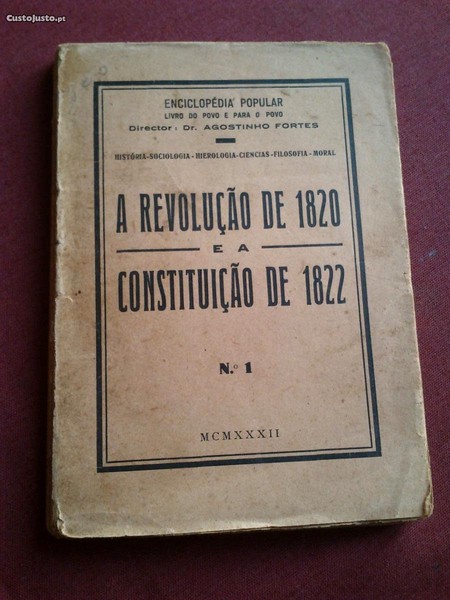 CustoJusto.pt
ENCICLOPÉDIA POPULAR
LIVRO DO POVO E PARA O POVO
Director: Dr. AGOSTINHO FORTES
HISTÓRIA-SOCIOLOGIA-HIEROLOGIA-CIENCIAS-FILOSOFIA-MORAL
A REVOLUÇÃO DE 1820
E A
CONSTITUIÇÃO DE 1822
N.º 1
MCMXXXII